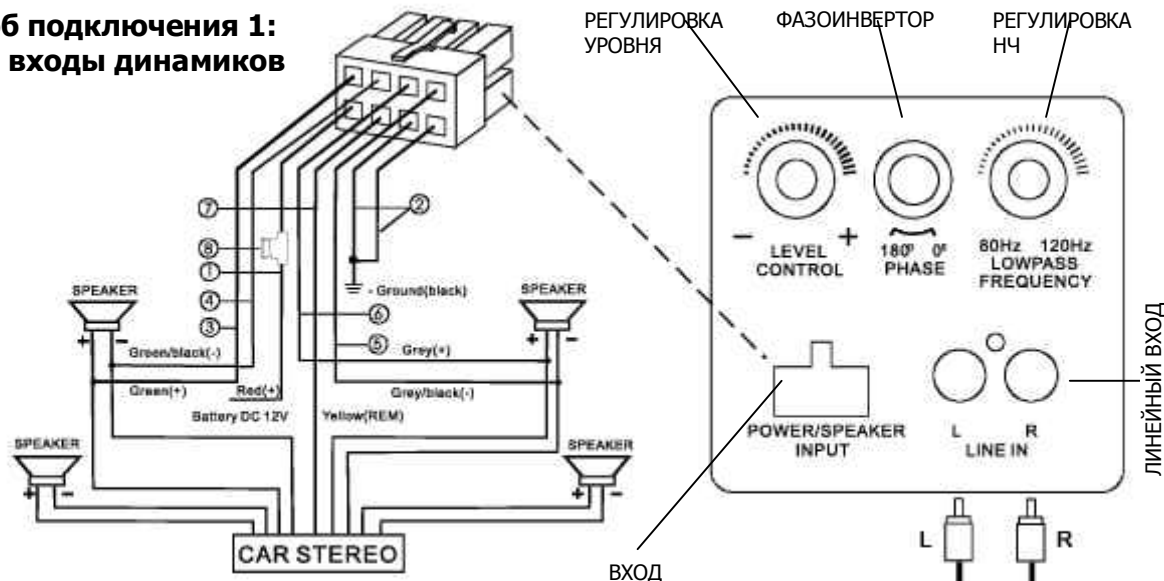 об подключения 1:
входы динамиков
РЕГУЛИРОВКА
УРОВНЯ
ФАЗОИНВЕРТОР
РЕГУЛИРОВКА
НЧ
7
2
8
1
4
3
6
5
SPEAKER
+ -
SPEAKER
+ -
- Ground(black)
Green/black(-)
Green(+)
Red(+)
Battery DC 12V
Grey(+)
Grey/black(-)
Yellow(REM)
SPEAKER
+ -
SPEAKER
+ -
CAR STEREO
- +
LEVEL
CONTROL
180° 0°
PHASE
80Hz 120Hz
LOWPASS
FREQUENCY
POWER/SPEAKER
INPUT
L R
LINE IN
ЛИНЕЙНЫЙ ВХОД
L R
ВХОД